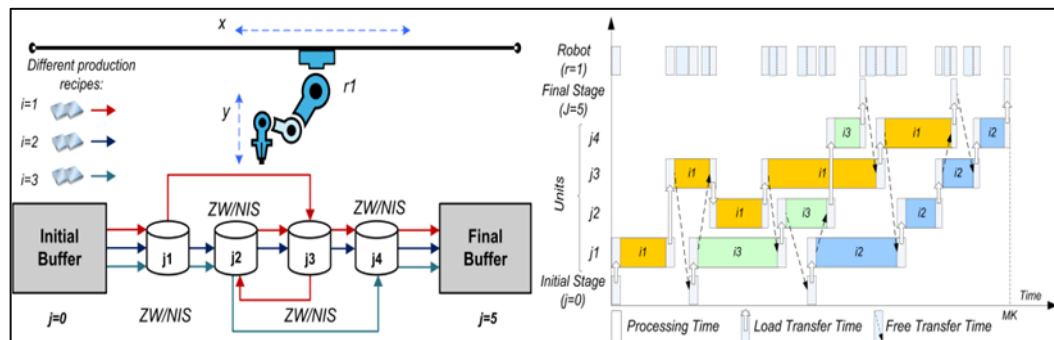 x
Different production
recipes:
r1
i=1
y
i=2
i=3
ZW/NIS
ZW/NIS
Initial
Buffer
j1
j2
j3
j4
Final
Buffer
j=0
ZW/NIS
ZW/NIS
j=5
Robot
(r=1)
Final Stage
(J=5)
j4
i3
i1
i2
j3
i1
i1
i2
Units
j2
i1
i3
i2
j1
i1
i3
i2
Initial Stage
(j=0)
Time
MK
Processing Time
Load Transfer Time
Free Transfer Time